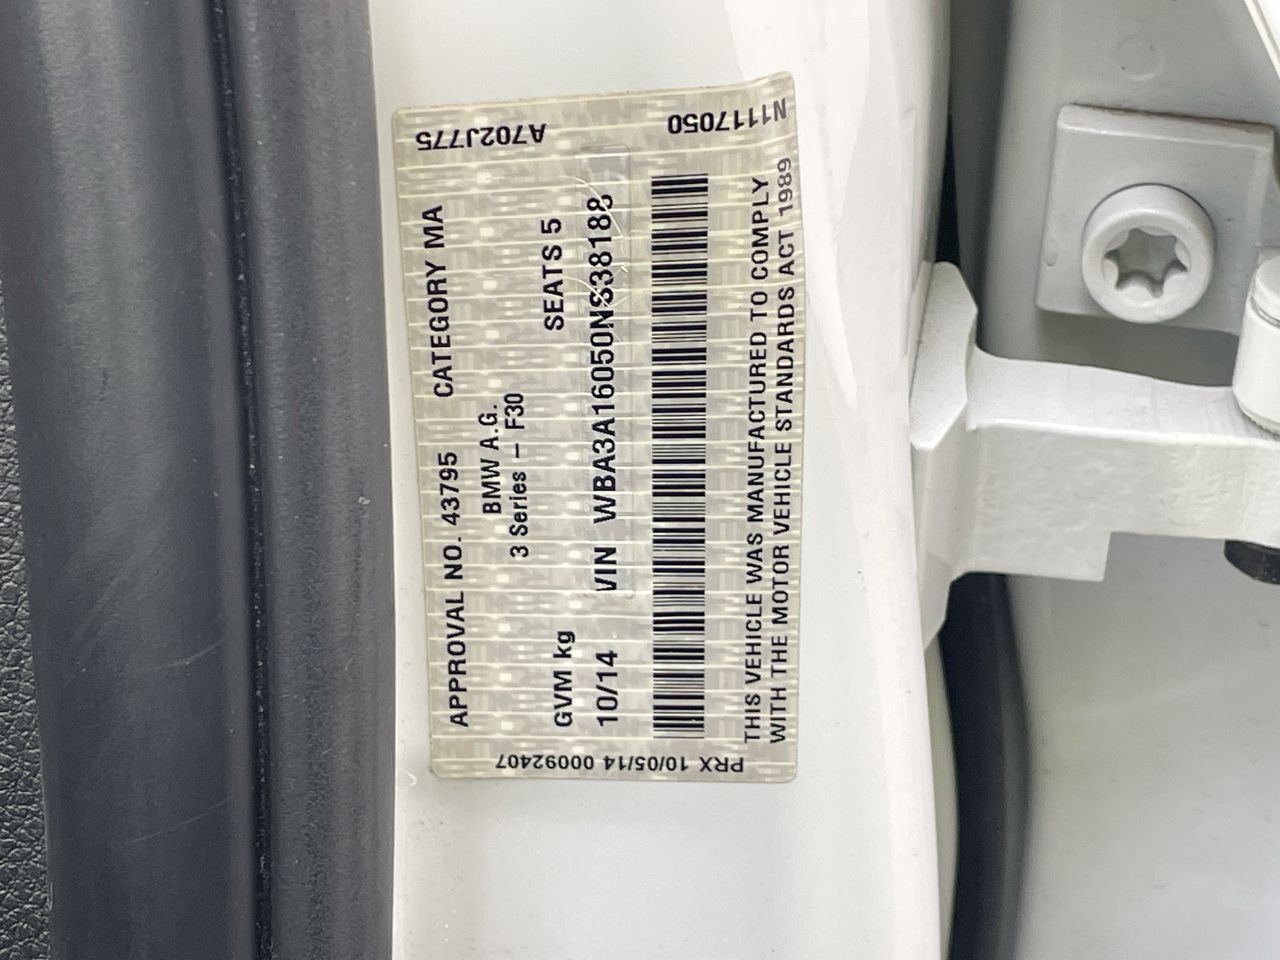 A702J775
N1117050
APPROVAL NO. 43795 CATEGORY MA
BMW A.G.
3 Series – F30
GVM kg SEATS 5
10/14 VIN WBA3A16050NS38188
THIS VEHICLE WAS MANUFACTURED TO COMPLY
WITH THE MOTOR VEHICLE STANDARDS ACT 1989
PRX 10/05/14 00092407